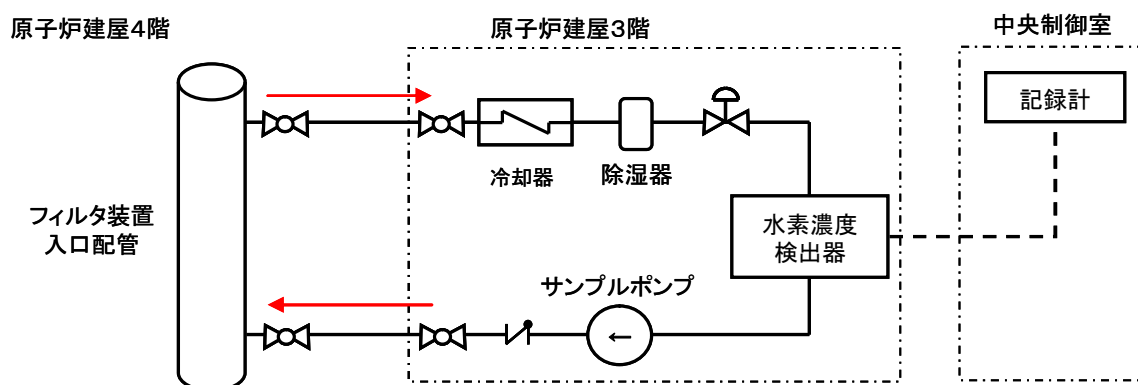 原子炉建屋4階
原子炉建屋3階
中央制御室
記録計
冷却器
除湿器
フィルタ装置
入口配管
水素濃度
検出器
サンプルポンプ